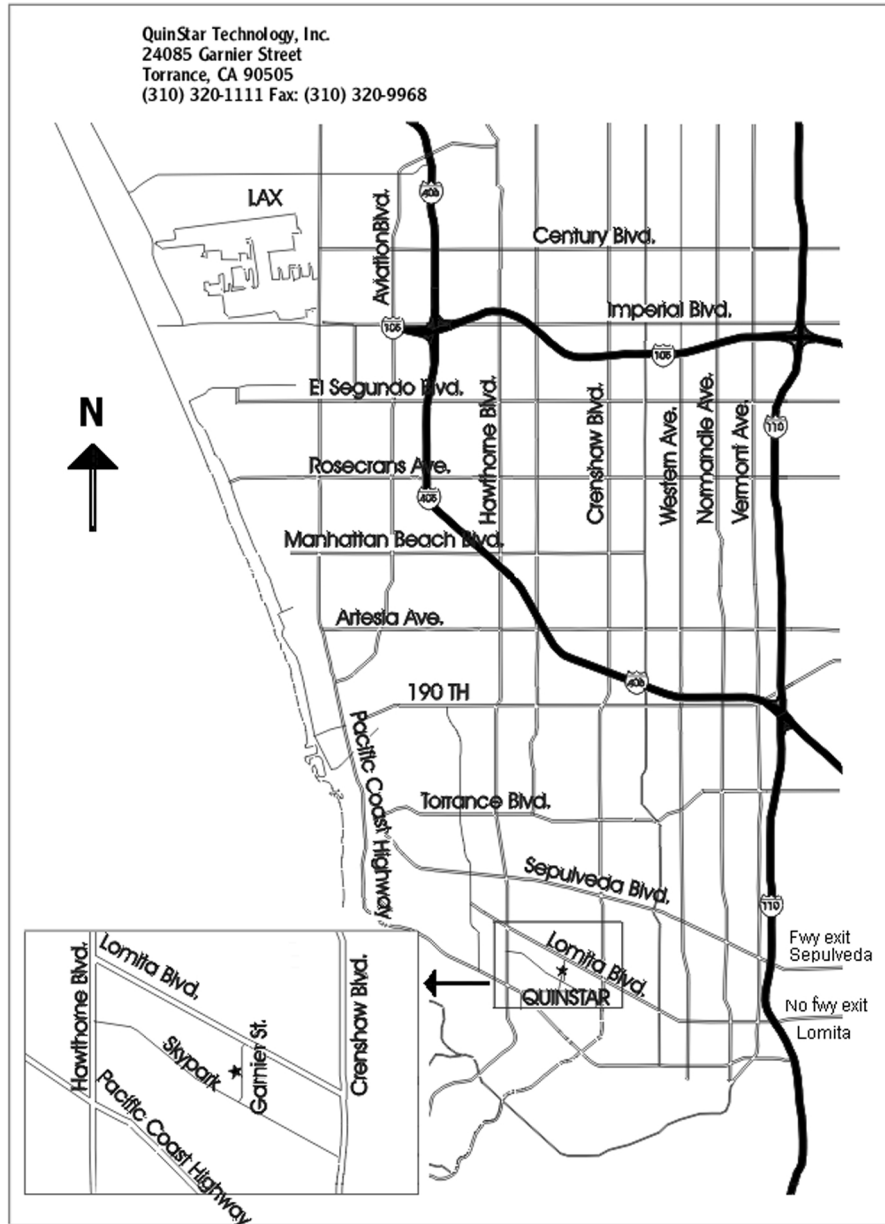 QuinStar Technology, Inc.
24085 Garnier Street
Torrance, CA 90505
(310) 320-1111 Fax: (310) 320-9968
LAX
405
AviationBlvd.
Century Blvd.
Imperial Blvd.
105
105
El Segundo Blvd.
N
Hawthorne Blvd.
Crenshaw Blvd.
Western Ave.
Normandie Ave.
Vermont Ave.
110
Rosecrans Ave.
405
Manhattan Beach Blvd.
Artesia Ave.
405
190 TH
Pacific Coast Highway
Torrance Blvd.
Sepulveda Blvd.
110
Fwy exit
Sepulveda
Lomita Blvd.
QUINSTAR
No fwy exit
Lomita
Hawthorne Blvd.
Lomita Blvd,
Crenshaw Blvd.
Skypark
Garnier St.
Pacific Coast Highway